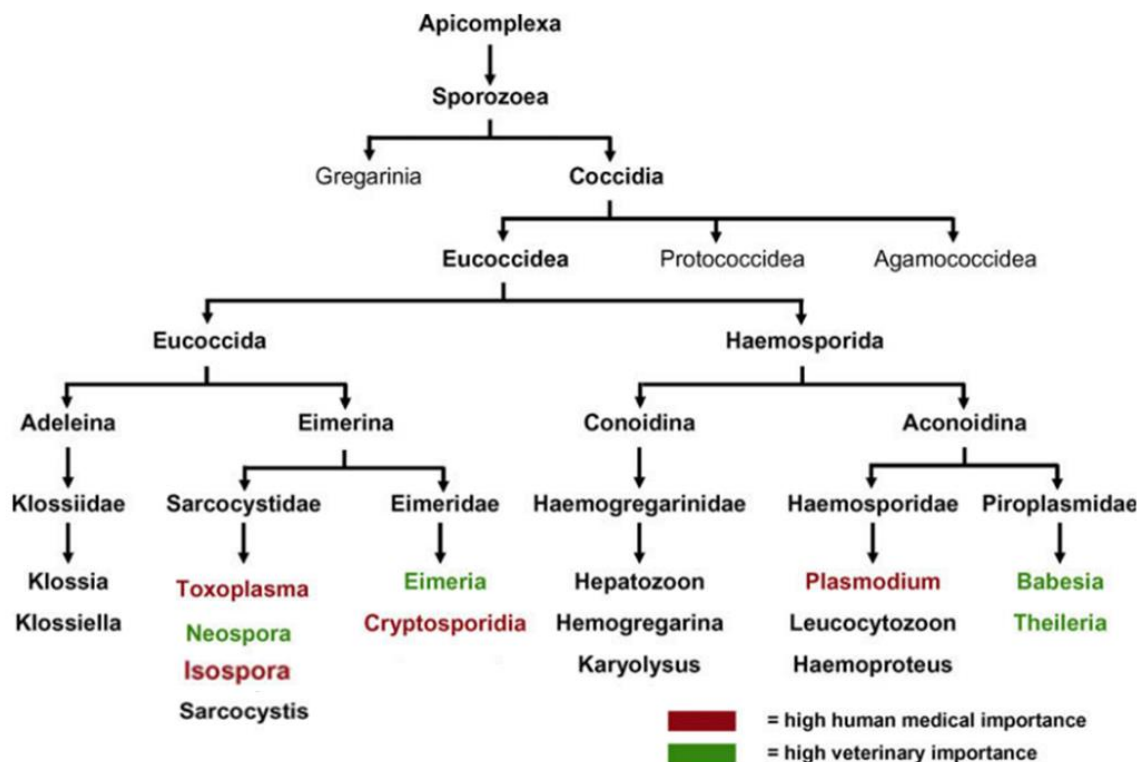 Apicomplexa
Sporozoea
Gregarinia Coccidia
Eucoccidea Protococcidea Agamococcidea
Eucoccida Haemosporida
Adeleina Eimerina Conoidina Aconoidina
Klossiidae Sarcocystidae Eimeridae Haemogregarinidae Haemosporidae Piroplasmidae
Klossia Toxoplasma Eimeria Hepatozoon Plasmodium Babesia
Klossiella Neospora Cryptosporidia Hemogregarina Leucocytozoon Theileria
Isospora Karyolysus Haemoproteus
Sarcocystis
= high human medical importance
= high veterinary importance